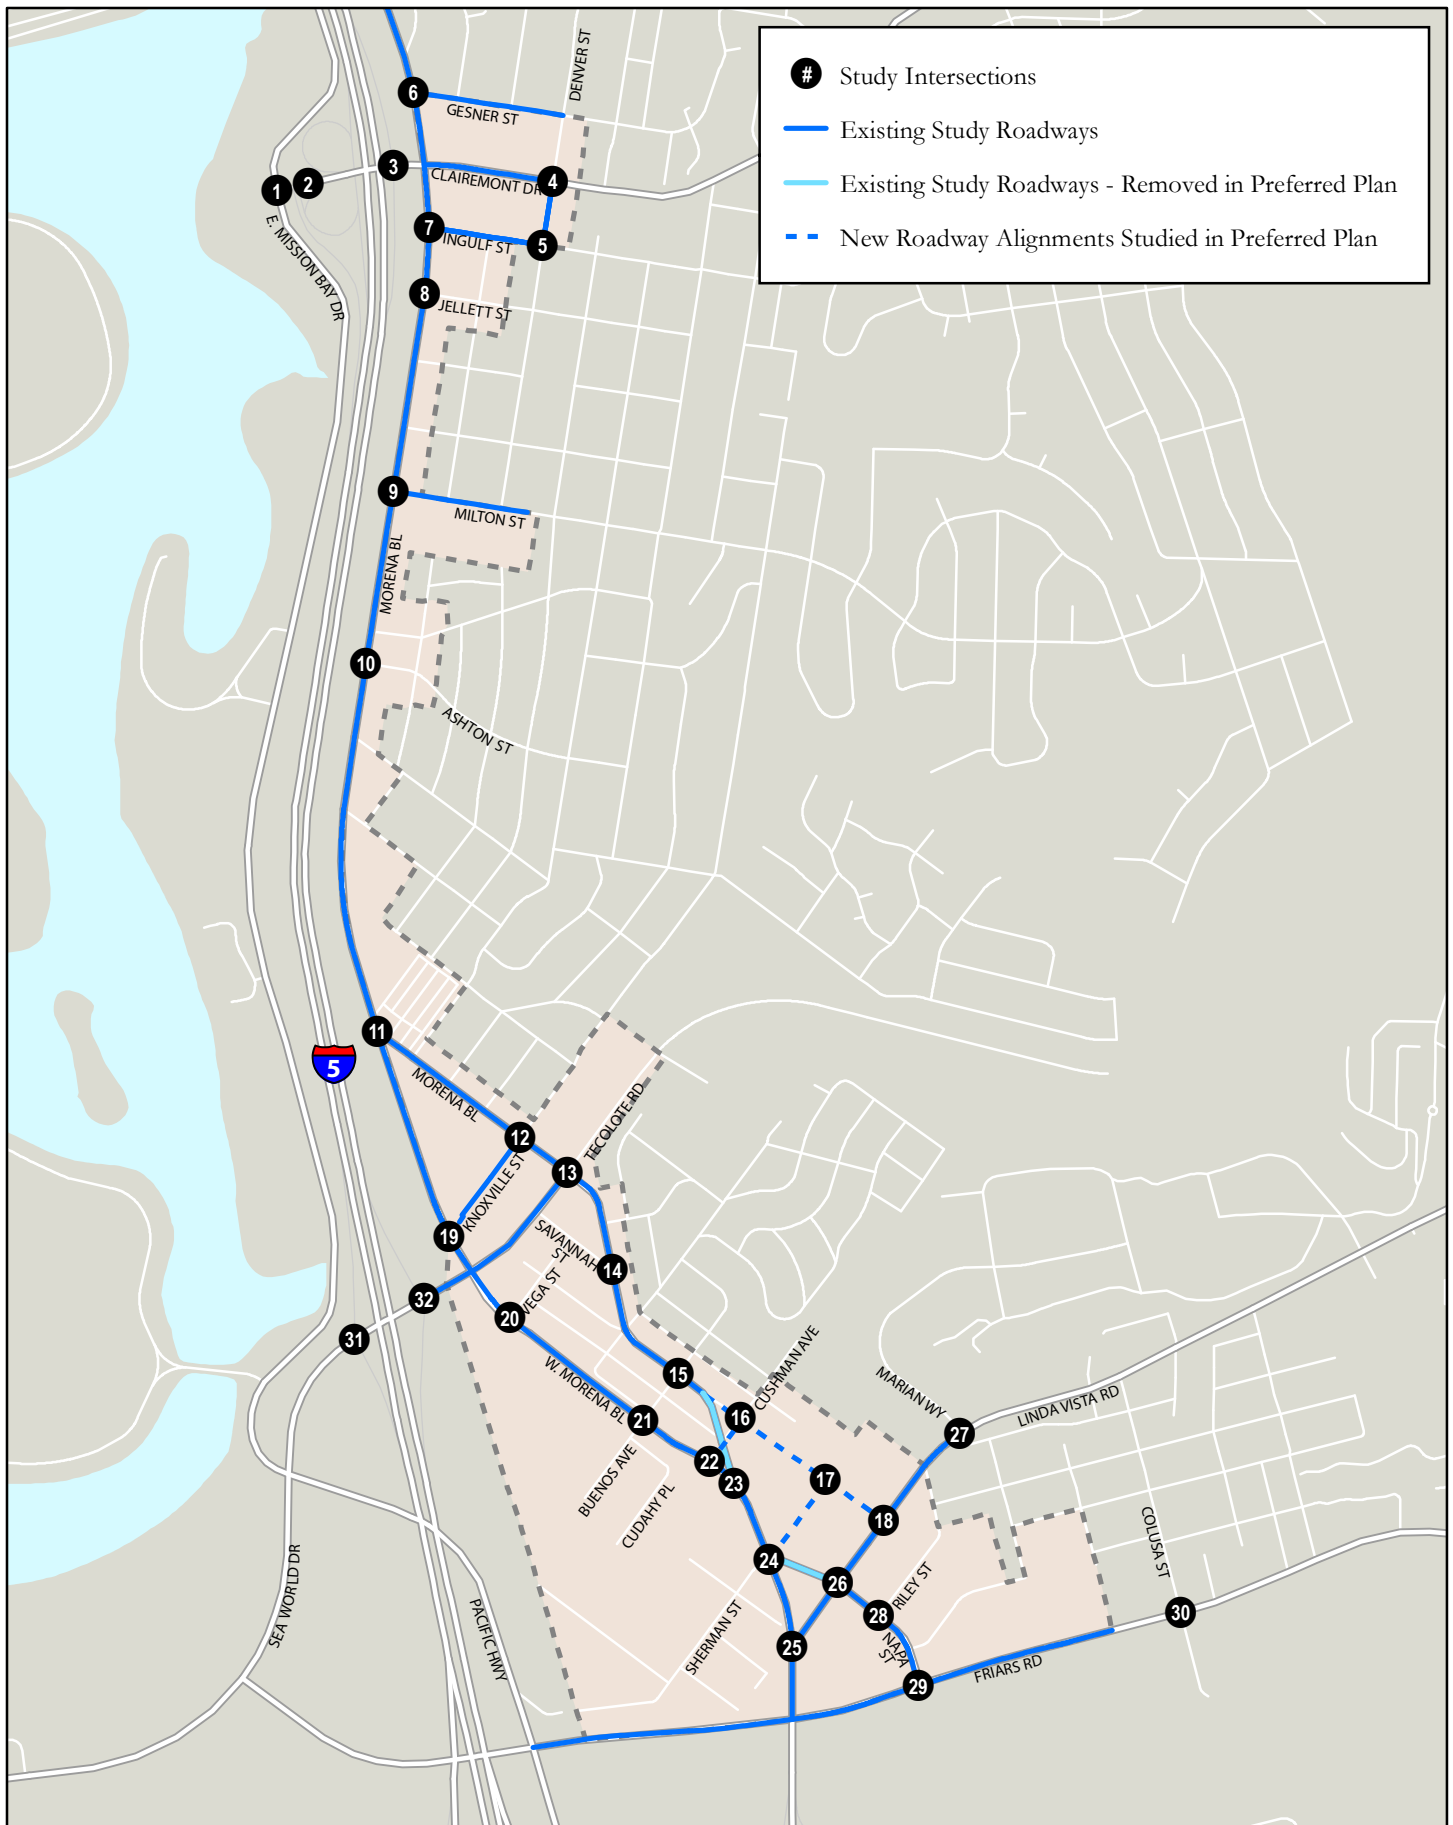 #
Study Intersections
Existing Study Roadways
Existing Study Roadways - Removed in Preferred Plan
New Roadway Alignments Studied in Preferred Plan
DENVER ST
6
GESNER ST
3
CLAIREMONT DR
4
1
2
E. MISSION BAY DR
7
INGULF ST
5
8
JELLETT ST
9
MILTON ST
MORENA BL
10
ASHTON ST
11
5
MORENA BL
TECOLOTE RD
12
13
KNOXVILLE ST
19
SAVANNAH
ST
14
32
VEGA ST
20
31
CUSHMAN AVE
15
W. MORENA BL
MARIAN WY
LINDA VISTA RD
16
21
27
22
BUENOS AVE
23
17
CUDAHY PL
18
COLUSA ST
24
26
RILEY ST
SEA WORLD DR
PACIFIC HWY
SHERMAN ST
28
30
25
NAPA
ST
29
FRIARS RD